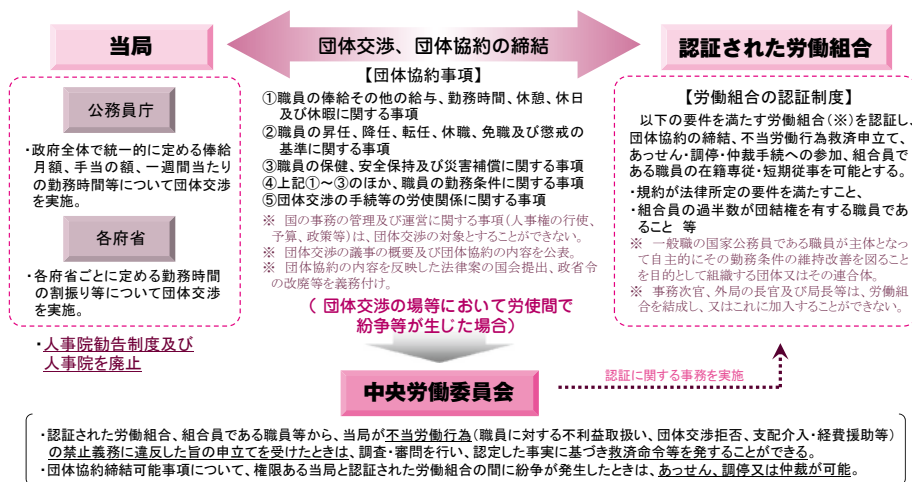 当局
団体交渉、団体協約の締結
認証された労働組合
公務員庁
・政府全体で統一的に定める俸給
月額、手当の額、一週間当たり
の勤務時間等について団体交渉
を実施。
各府省
・各府省ごとに定める勤務時間
の割振り等について団体交渉
を実施。
・人事院勧告制度及び
人事院を廃止
【団体協約事項】
①職員の俸給その他の給与、勤務時間、休憩、休日
及び休暇に関する事項
②職員の昇任、降任、転任、休職、免職及び懲戒の
基準に関する事項
③職員の保健、安全保持及び災害補償に関する事項
④上記①~③のほか、職員の勤務条件に関する事項
⑤団体交渉の手続等の労使関係に関する事項
※ 国の事務の管理及び運営に関する事項(人事権の行使、
予算、政策等)は、団体交渉の対象とすることができない。
※ 団体交渉の議事の概要及び団体協約の内容を公表。
※ 団体協約の内容を反映した法律案の国会提出、政省令
の改廃等を義務付け。
( 団体交渉の場等において労使間で
紛争等が生じた場合)
【労働組合の認証制度】
以下の要件を満たす労働組合(※)を認証し、
団体協約の締結、不当労働行為救済申立て、
あっせん・調停・仲裁手続への参加、組合員で
ある職員の在籍専従・短期従事を可能とする。
・規約が法律所定の要件を満たすこと、
・組合員の過半数が団結権を有する職員であ
ること 等
※ 一般職の国家公務員である職員が主体となっ
て自主的にその勤務条件の維持改善を図ること
を目的として組織する団体又はその連合体。
※ 事務次官、外局の長官及び局長等は、労働組
合を結成し、又はこれに加入することができない。
中央労働委員会
認証に関する事務を実施
・認証された労働組合、組合員である職員等から、当局が不当労働行為(職員に対する不利益取扱い、団体交渉拒否、支配介入・経費援助等)
の禁止義務に違反した旨の申立てを受けたときは、調査・審問を行い、認定した事実に基づき救済命令等を発することができる。
・団体協約締結可能事項について、権限ある当局と認証された労働組合の間に紛争が発生したときは、あっせん、調停又は仲裁が可能。